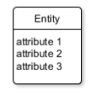 Entity
attribute 1
attribute 2
attribute 3